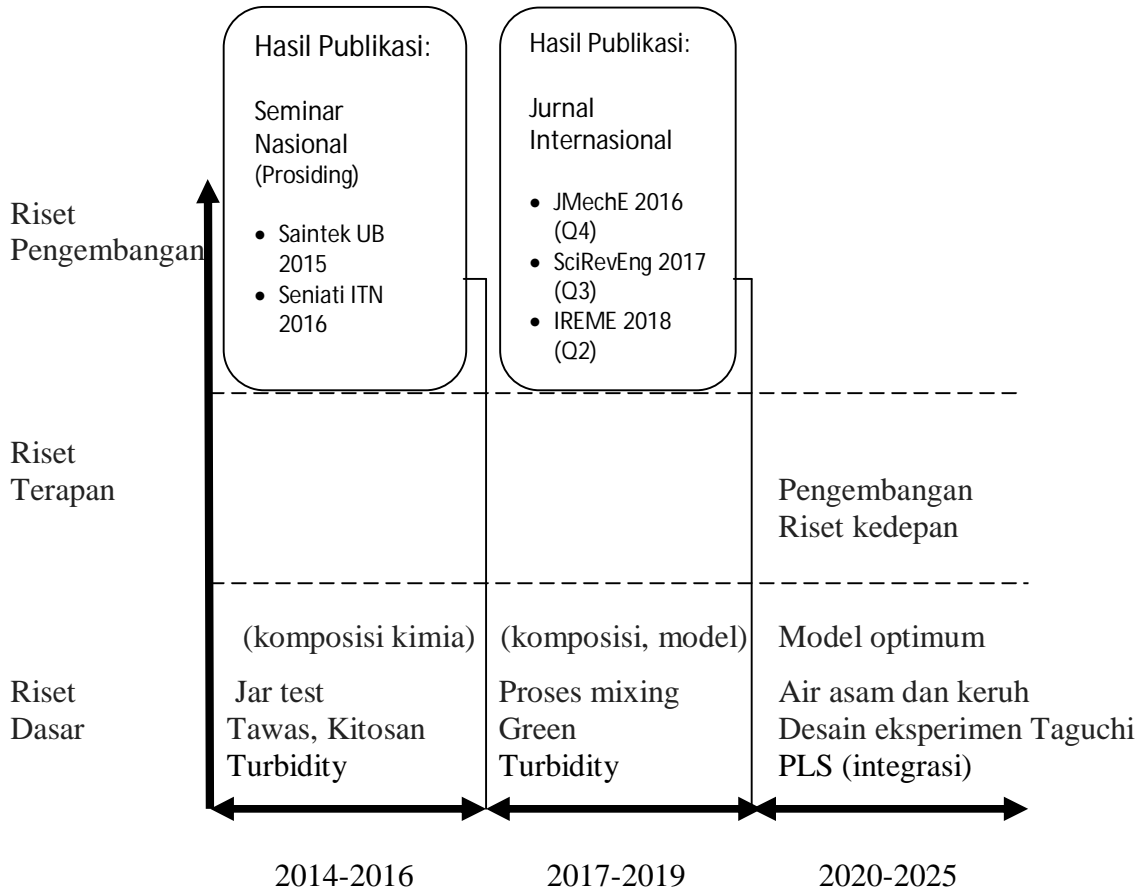 Hasil Publikasi:
Seminar
Nasional
(Prosiding)
• Saintek UB
2015
• Seniati ITN
2016
Hasil Publikasi:
Jurnal
Internasional
• JMechE 2016
(Q4)
• SciRevEng 2017
(Q3)
• IREME 2018
(Q2)
Riset
Pengembangan
Riset
Terapan
Pengembangan
Riset kedepan
Riset
Dasar
(komposisi kimia)
Jar test
Tawas, Kitosan
Turbidity
(komposisi, model)
Proses mixing
Green
Turbidity
Model optimum
Air asam dan keruh
Desain eksperimen Taguchi
PLS (integrasi)
2014-2016
2017-2019
2020-2025